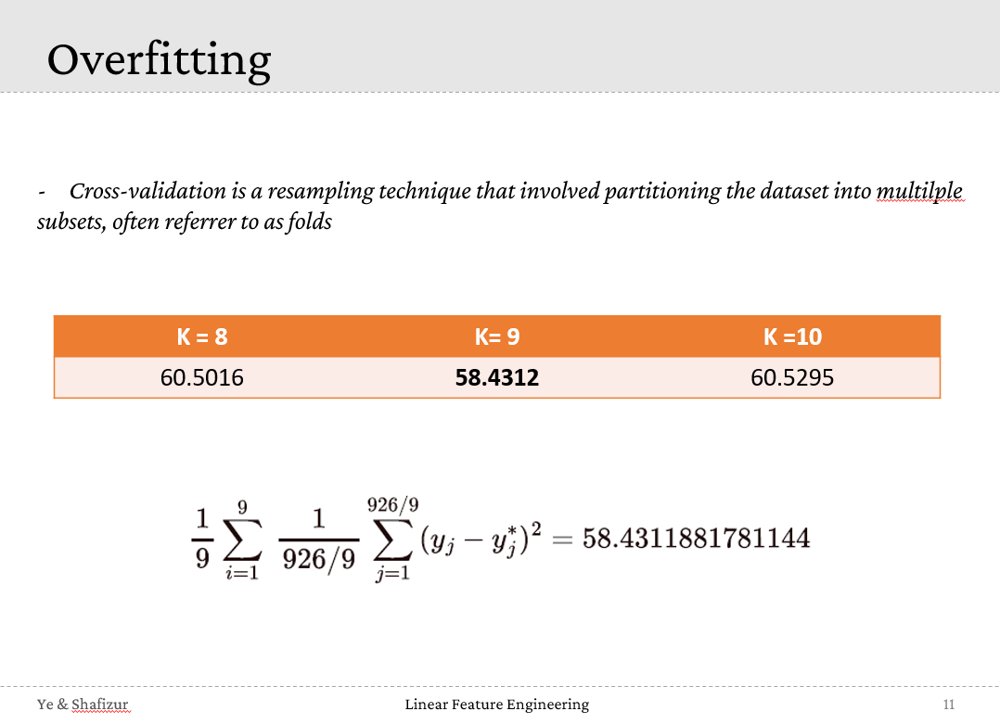 Overfitting
- Cross-validation is a resampling technique that involved partitioning the dataset into multilple
subsets, often referrer to as folds
K = 8 K= 9 K =10
60.5016 58.4312 60.5295
\frac{1}{9} \sum_{i=1}^{9} \frac{1}{926/9} \sum_{j=1}^{926/9} (y_j - y_j^*)^2 = 58.4311881781144
Ye & Shafizur Linear Feature Engineering 11